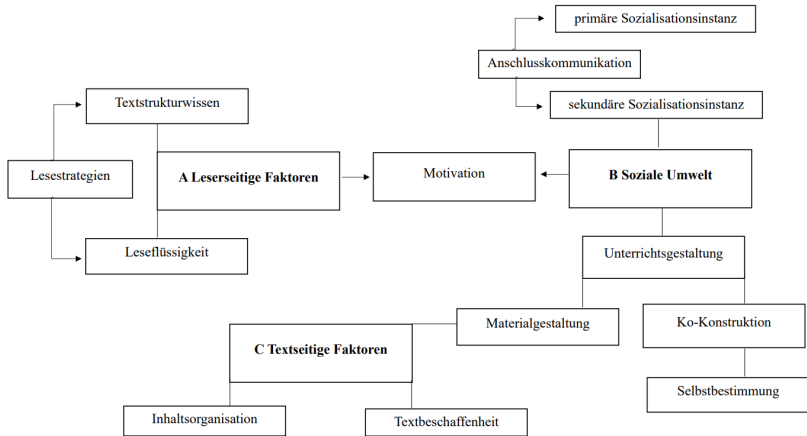 primäre Sozialisationsinstanz
Anschlusskommunikation
Textstrukturwissen
sekundäre Sozialisationsinstanz
Lesestrategien
A Leserseitige Faktoren
Motivation
B Soziale Umwelt
Leseflüssigkeit
Unterrichtsgestaltung
Materialgestaltung
Ko-Konstruktion
C Textseitige Faktoren
Selbstbestimmung
Inhaltsorganisation
Textbeschaffenheit